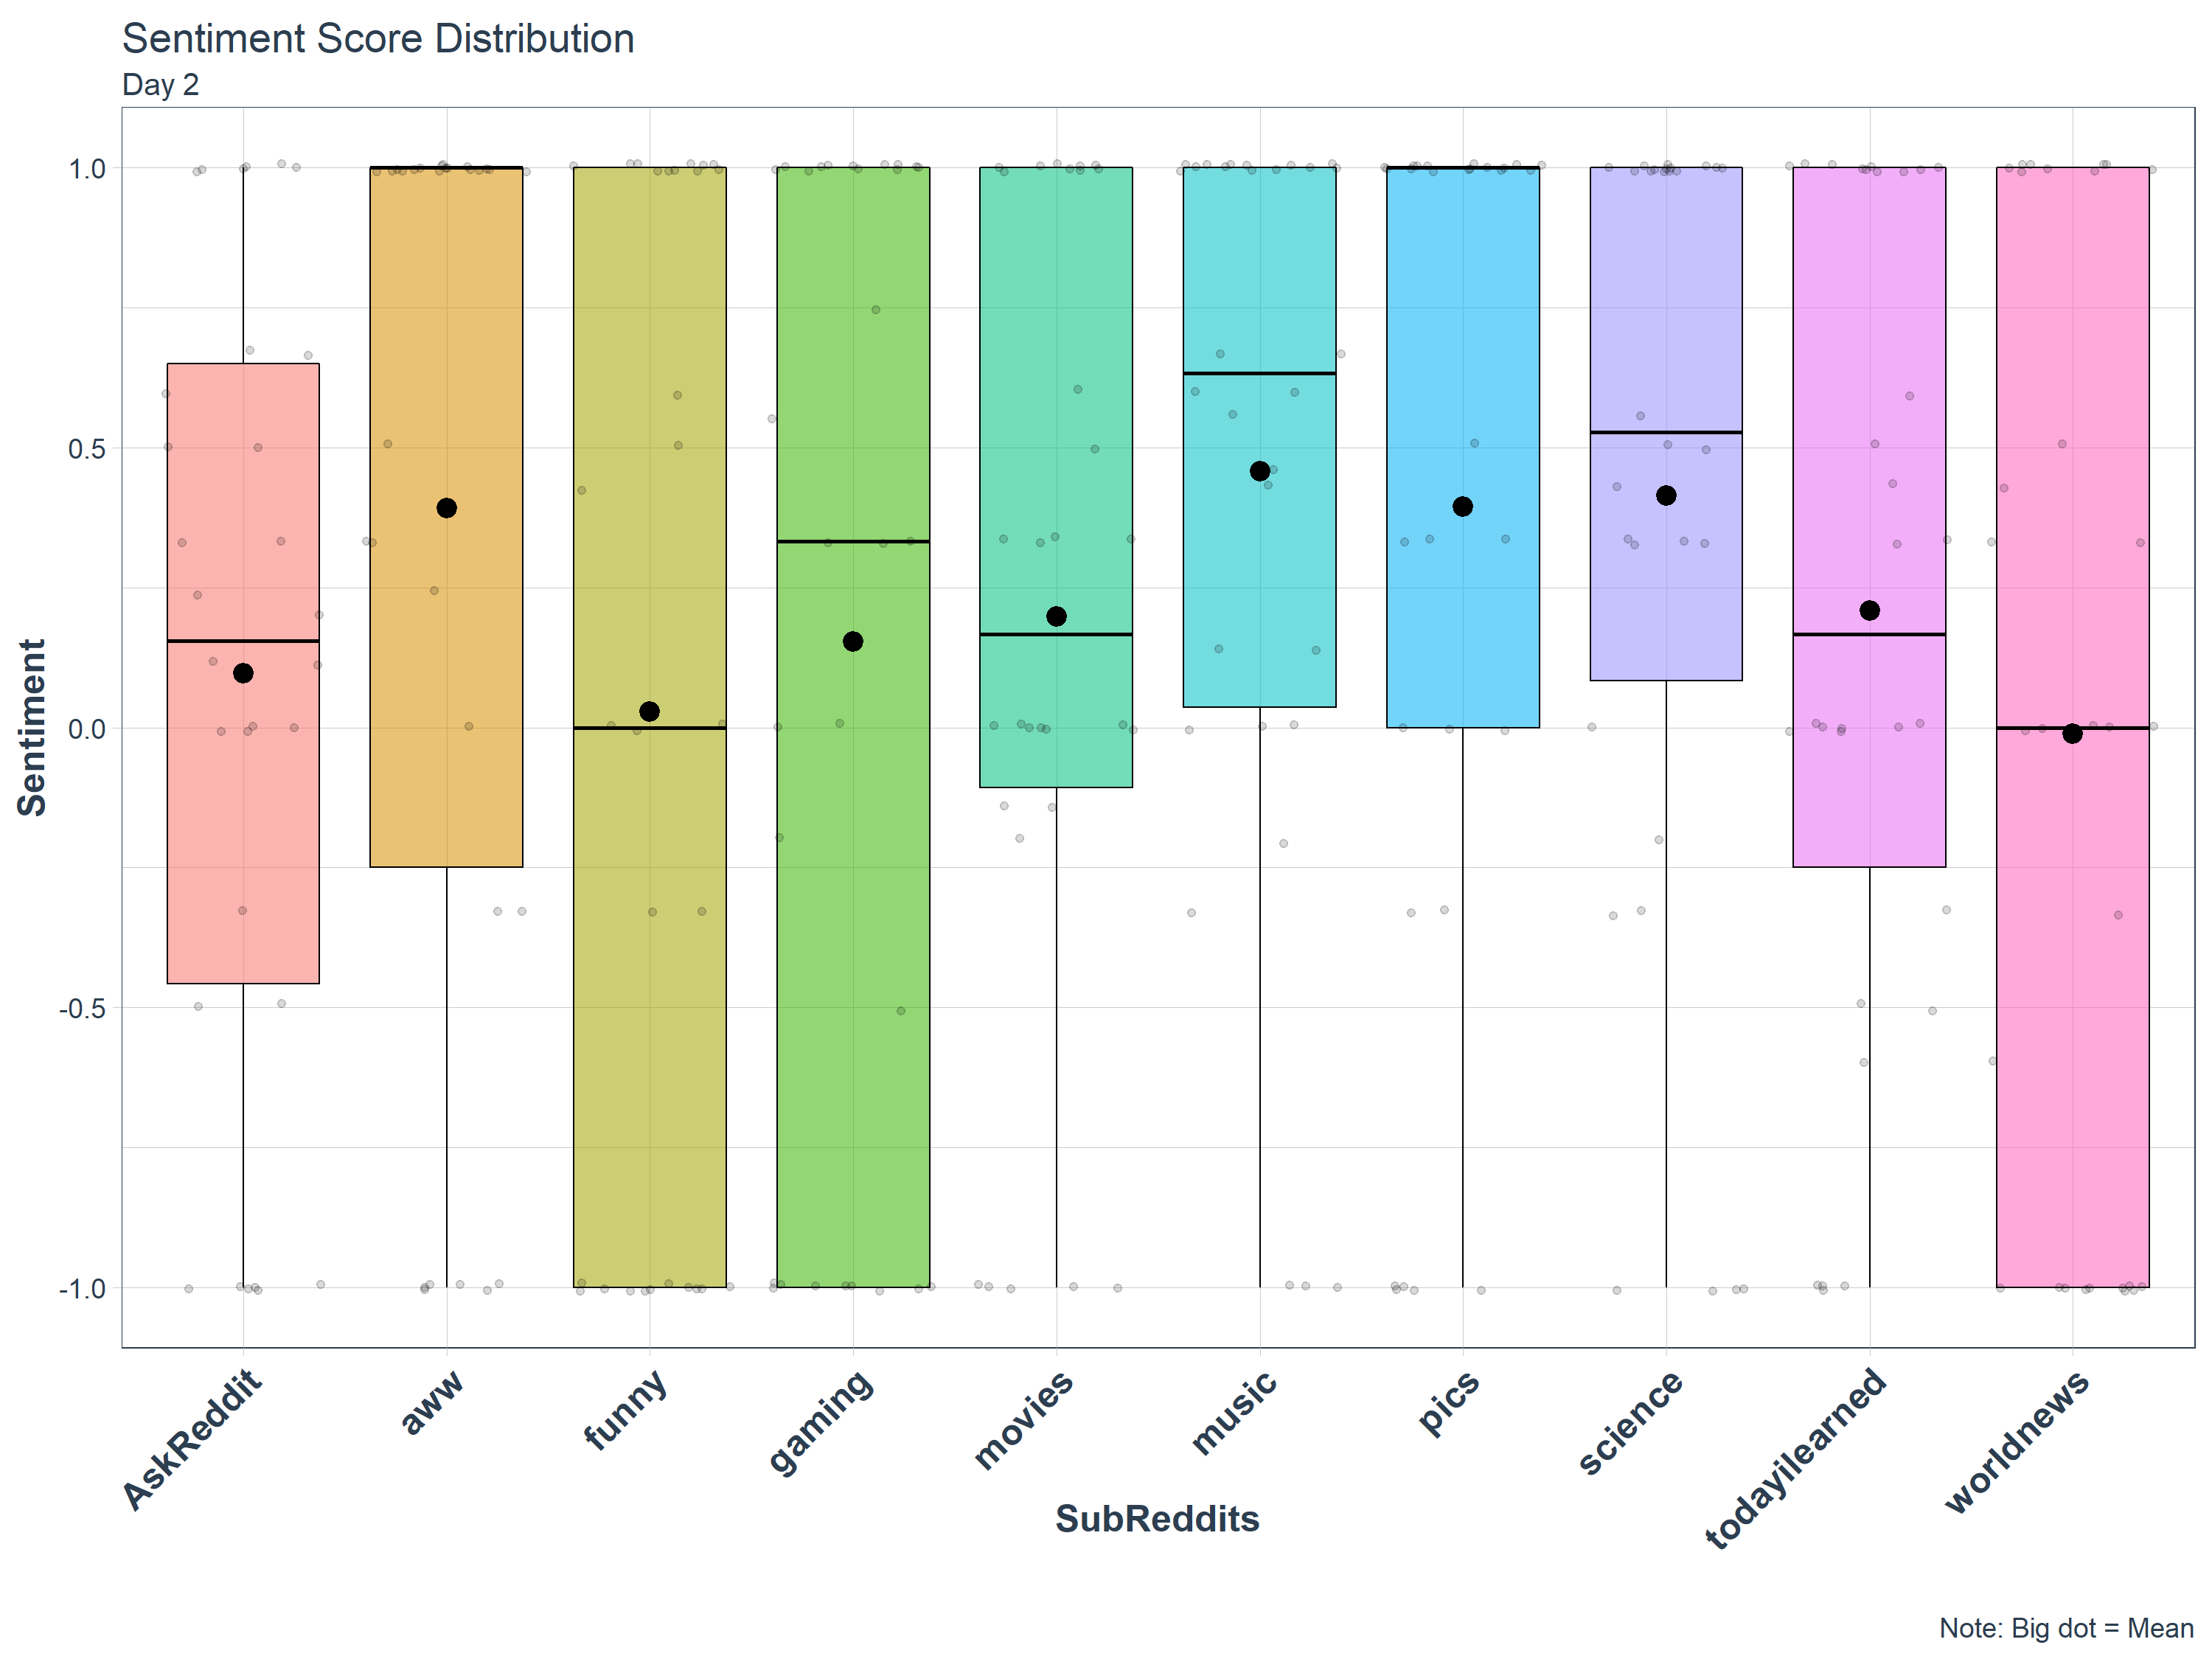 Sentiment Score Distribution
Day 2
Sentiment
1.0
0.5
0.0
-0.5
-1.0
AskReddit
aww
funny
gaming
movies
music
pics
science
todayilearned
worldnews
SubReddits
Note: Big dot = Mean